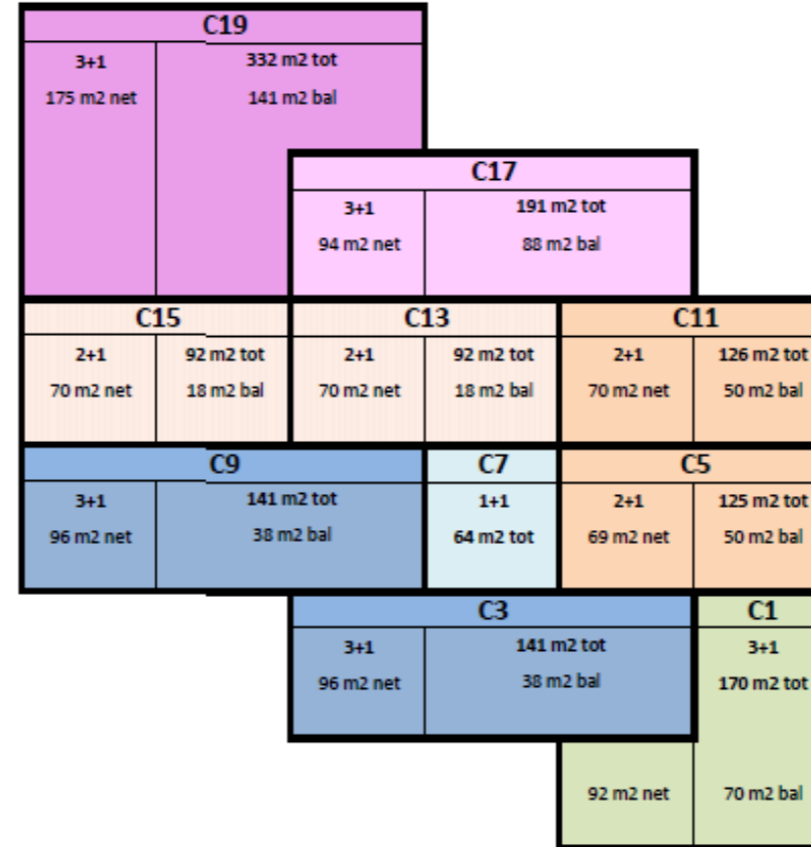 C19
3+1 332 m2 tot
175 m2 net 141 m2 bal
C17
3+1 191 m2 tot
94 m2 net 88 m2 bal
C15 C13 C11
2+1 92 m2 tot 2+1 92 m2 tot 2+1 126 m2 tot
70 m2 net 18 m2 bal 70 m2 net 18 m2 bal 70 m2 net 50 m2 bal
C9 C7 C5
3+1 141 m2 tot 1+1 2+1 125 m2 tot
96 m2 net 38 m2 bal 64 m2 tot 69 m2 net 50 m2 bal
C3 C1
3+1 141 m2 tot 3+1
96 m2 net 38 m2 bal 170 m2 tot
92 m2 net 70 m2 bal